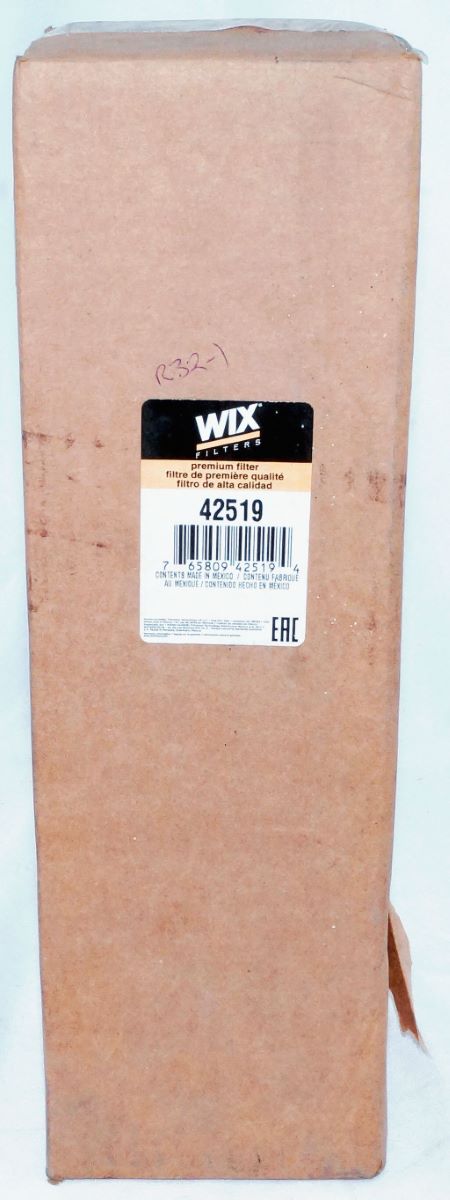 R32-1
WIX®
FILTERS
premium filter
filtre de première qualité
filtro de alta calidad
42519
7 65809 42519 4
CONTENTS MADE IN MEXICO / CONTENU FABRIQUÉ
AU MEXIQUE / CONTENIDO HECHO EN MÉXICO
EAC